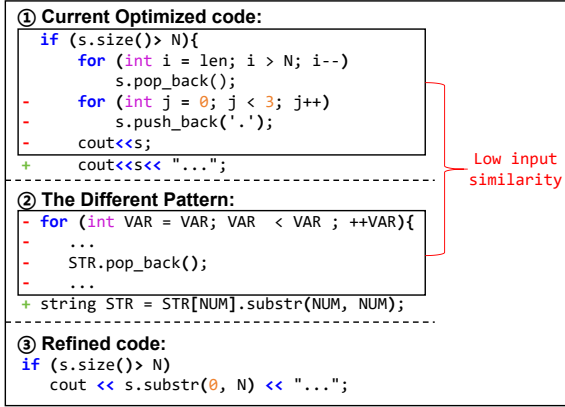 ① Current Optimized code:
if (s.size()> N){
for (int i = len; i > N; i--)
s.pop_back();
- for (int j = 0; j < 3; j++)
- s.push_back('.');
- cout<<s;
+ cout<<s<< "...";
Low input
similarity
② The Different Pattern:
- for (int VAR = VAR; VAR < VAR ; ++VAR){
- ...
- STR.pop_back();
- ...
+ string STR = STR[NUM].substr(NUM, NUM);
③ Refined code:
if (s.size()> N)
cout << s.substr(0, N) << "...";